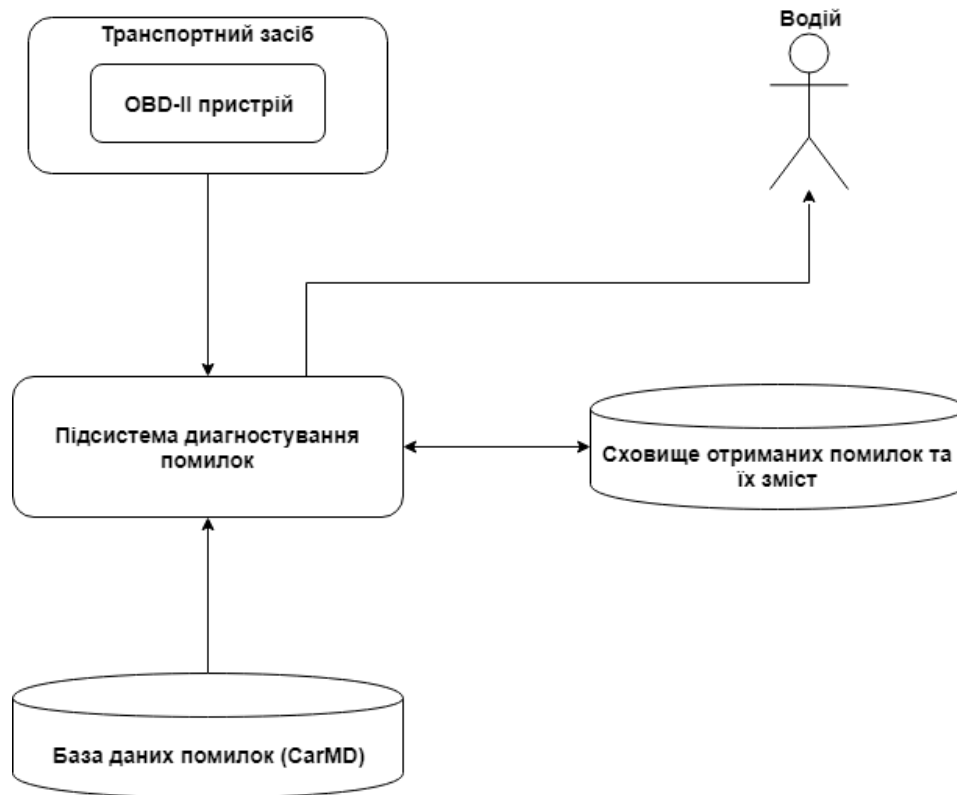 Транспортний засіб
OBD-II пристрій
Водій
Підсистема диагностування
помилок
Сховище отриманих помилок та
їх зміст
База даних помилок (CarMD)